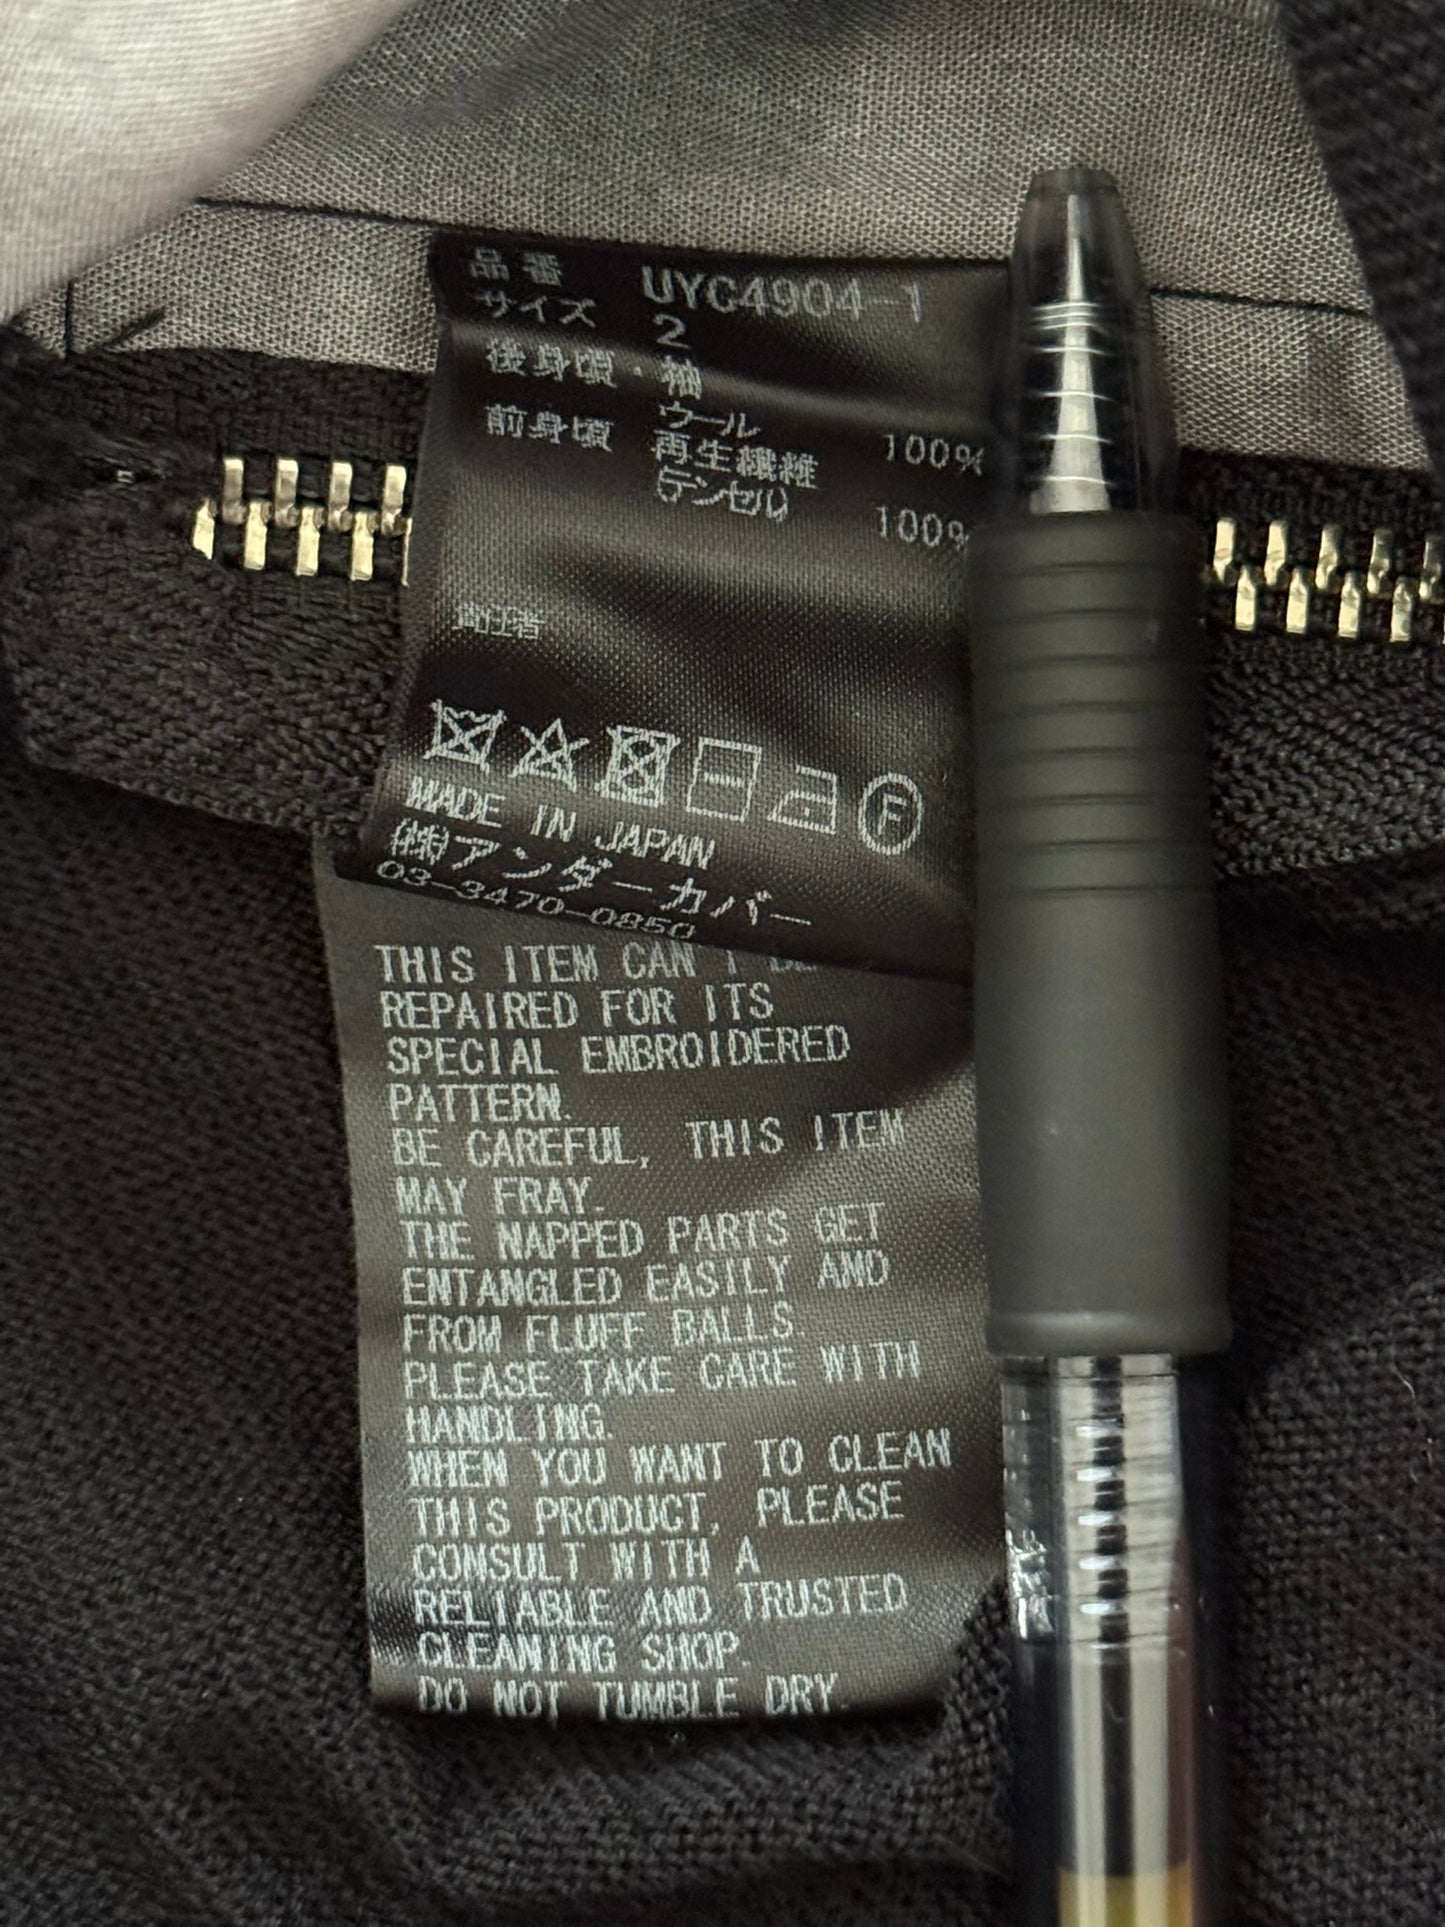 品番 UYC4904-1
サイズ 2
後身頃・袖
ウール 100%
前身頃 再生繊維
(テンセル) 100%
責任者
F
MADE IN JAPAN
㈱アンダーカバー
03-3470-0850
THIS ITEM CAN'T BE
REPAIRED FOR ITS
SPECIAL EMBROIDERED
PATTERN.
BE CAREFUL, THIS ITEM
MAY FRAY.
THE NAPPED PARTS GET
ENTANGLED EASILY AND
FROM FLUFF BALLS.
PLEASE TAKE CARE WITH
HANDLING.
WHEN YOU WANT TO CLEAN
THIS PRODUCT, PLEASE
CONSULT WITH A
RELIABLE AND TRUSTED
CLEANING SHOP.
DO NOT TUMBLE DRY.